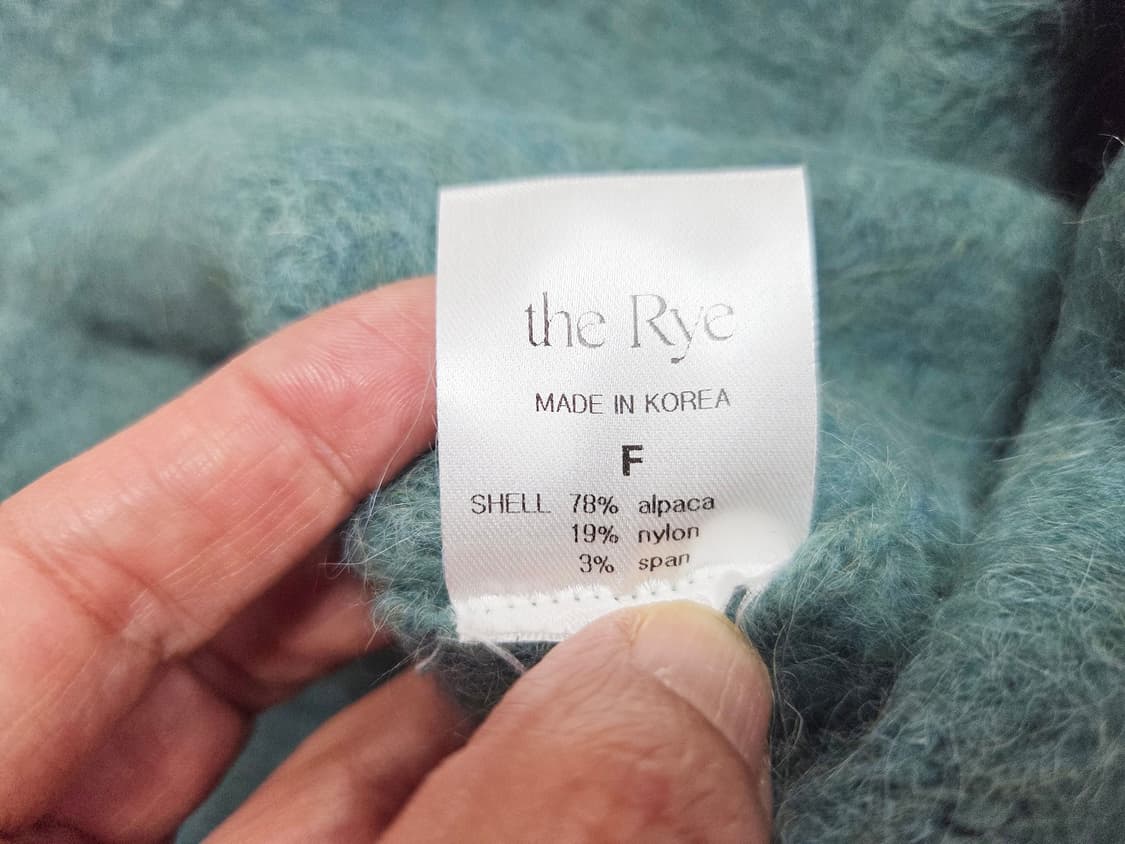 the Rye
MADE IN KOREA
F
SHELL 78% alpaca
19% nylon
3% span